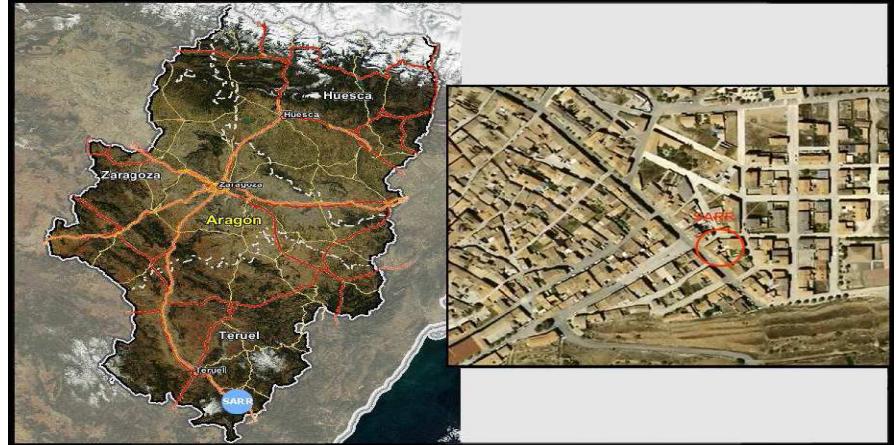 Huesca
Huesca
Zaragoza
Zaragoza
Aragón
Teruel
Teruel
SARR
SARR